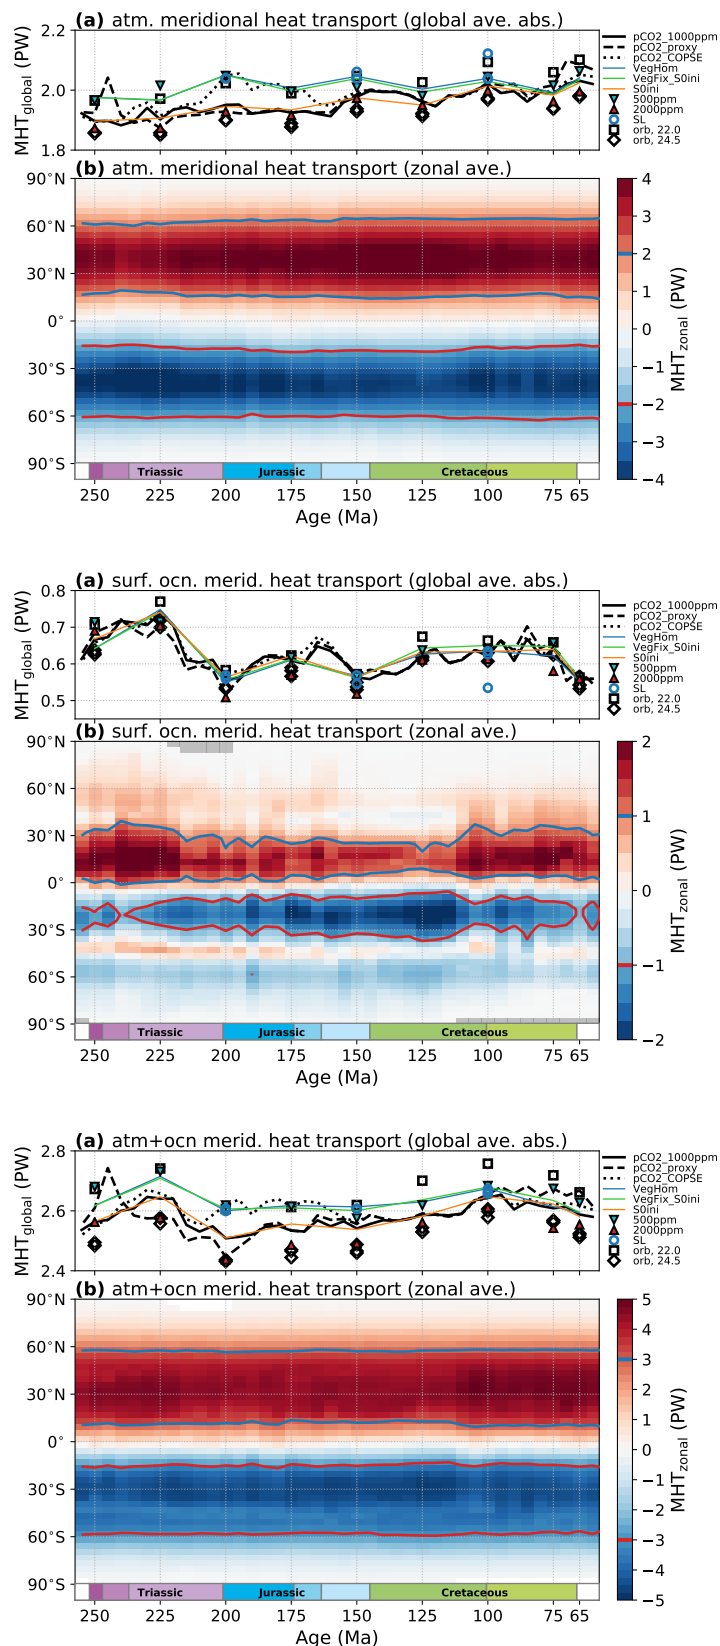 (a) atm. meridional heat transport (global ave. abs.)
MHT_global (PW)
2.2
2.0
1.8
pCO2_1000ppm
pCO2_proxy
pCO2_COPSE
VegHom
VegFix_S0ini
S0ini
500ppm
2000ppm
SL
orb, 22.0
orb, 24.5
(b) atm. meridional heat transport (zonal ave.)
90°N
60°N
30°N
0°
30°S
60°S
90°S
Triassic Jurassic Cretaceous
250 225 200 175 150 125 100 75 65
Age (Ma)
4
3
2
1
0
−1
−2
−3
−4
MHT_zonal (PW)
(a) surf. ocn. merid. heat transport (global ave. abs.)
MHT_global (PW)
0.8
0.7
0.6
0.5
pCO2_1000ppm
pCO2_proxy
pCO2_COPSE
VegHom
VegFix_S0ini
S0ini
500ppm
2000ppm
SL
orb, 22.0
orb, 24.5
(b) surf. ocn. merid. heat transport (zonal ave.)
90°N
60°N
30°N
0°
30°S
60°S
90°S
Triassic Jurassic Cretaceous
250 225 200 175 150 125 100 75 65
Age (Ma)
2
1
0
−1
−2
MHT_zonal (PW)
(a) atm+ocn merid. heat transport (global ave. abs.)
MHT_global (PW)
2.8
2.6
2.4
pCO2_1000ppm
pCO2_proxy
pCO2_COPSE
VegHom
VegFix_S0ini
S0ini
500ppm
2000ppm
SL
orb, 22.0
orb, 24.5
(b) atm+ocn merid. heat transport (zonal ave.)
90°N
60°N
30°N
0°
30°S
60°S
90°S
Triassic Jurassic Cretaceous
250 225 200 175 150 125 100 75 65
Age (Ma)
5
4
3
2
1
0
−1
−2
−3
−4
−5
MHT_zonal (PW)